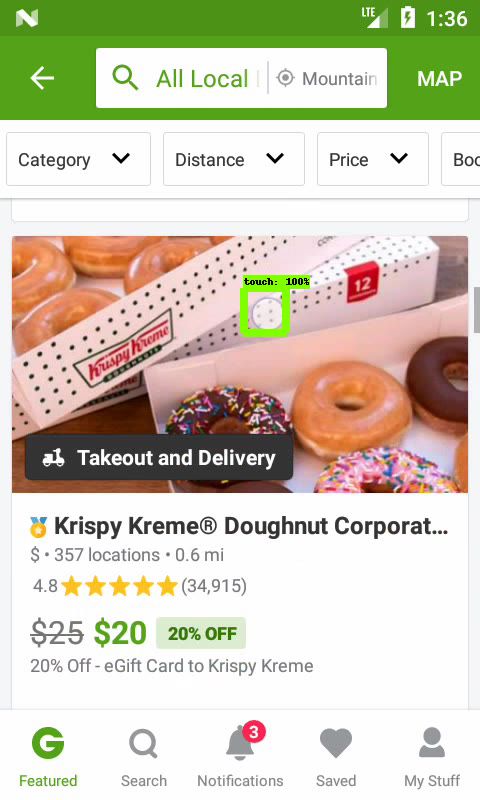 LTE 1:36
All Local Mountain MAP
Category Distance Price Boo
touch: 100%
12
Krispy Kreme
DOUGHNUTS
Takeout and Delivery
Krispy Kreme® Doughnut Corporat...
$ • 357 locations • 0.6 mi
4.8 (34,915)
$25 $20 20% OFF
20% Off - eGift Card to Krispy Kreme
3
Featured Search Notifications Saved My Stuff